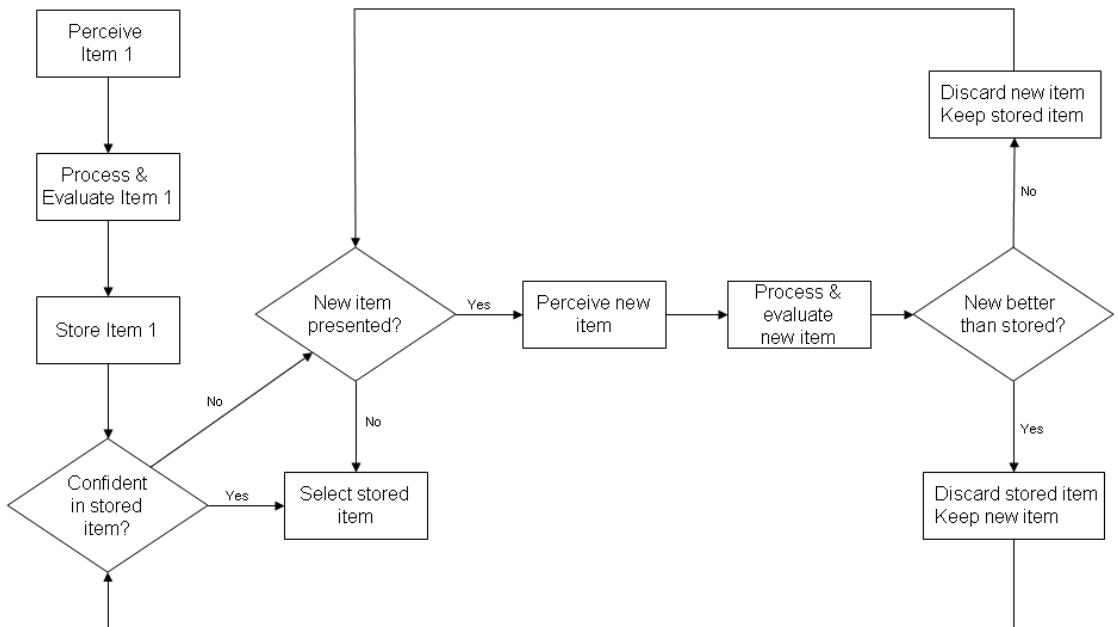 Perceive
Item 1
Process &
Evaluate Item 1
Store Item 1
Confident
in stored
item?
No
Yes
New item
presented?
Yes
No
Select stored
item
Perceive new
item
Process &
evaluate
new item
New better
than stored?
No
Discard new item
Keep stored item
Yes
Discard stored item
Keep new item